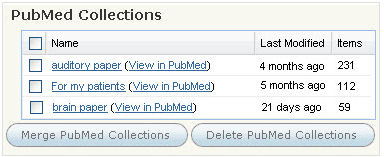 PubMed Collections
Name Last Modified Items
auditory paper (View in PubMed) 4 months ago 231
For my patients (View in PubMed) 5 months ago 112
brain paper (View in PubMed) 21 days ago 59
Merge PubMed Collections Delete PubMed Collections